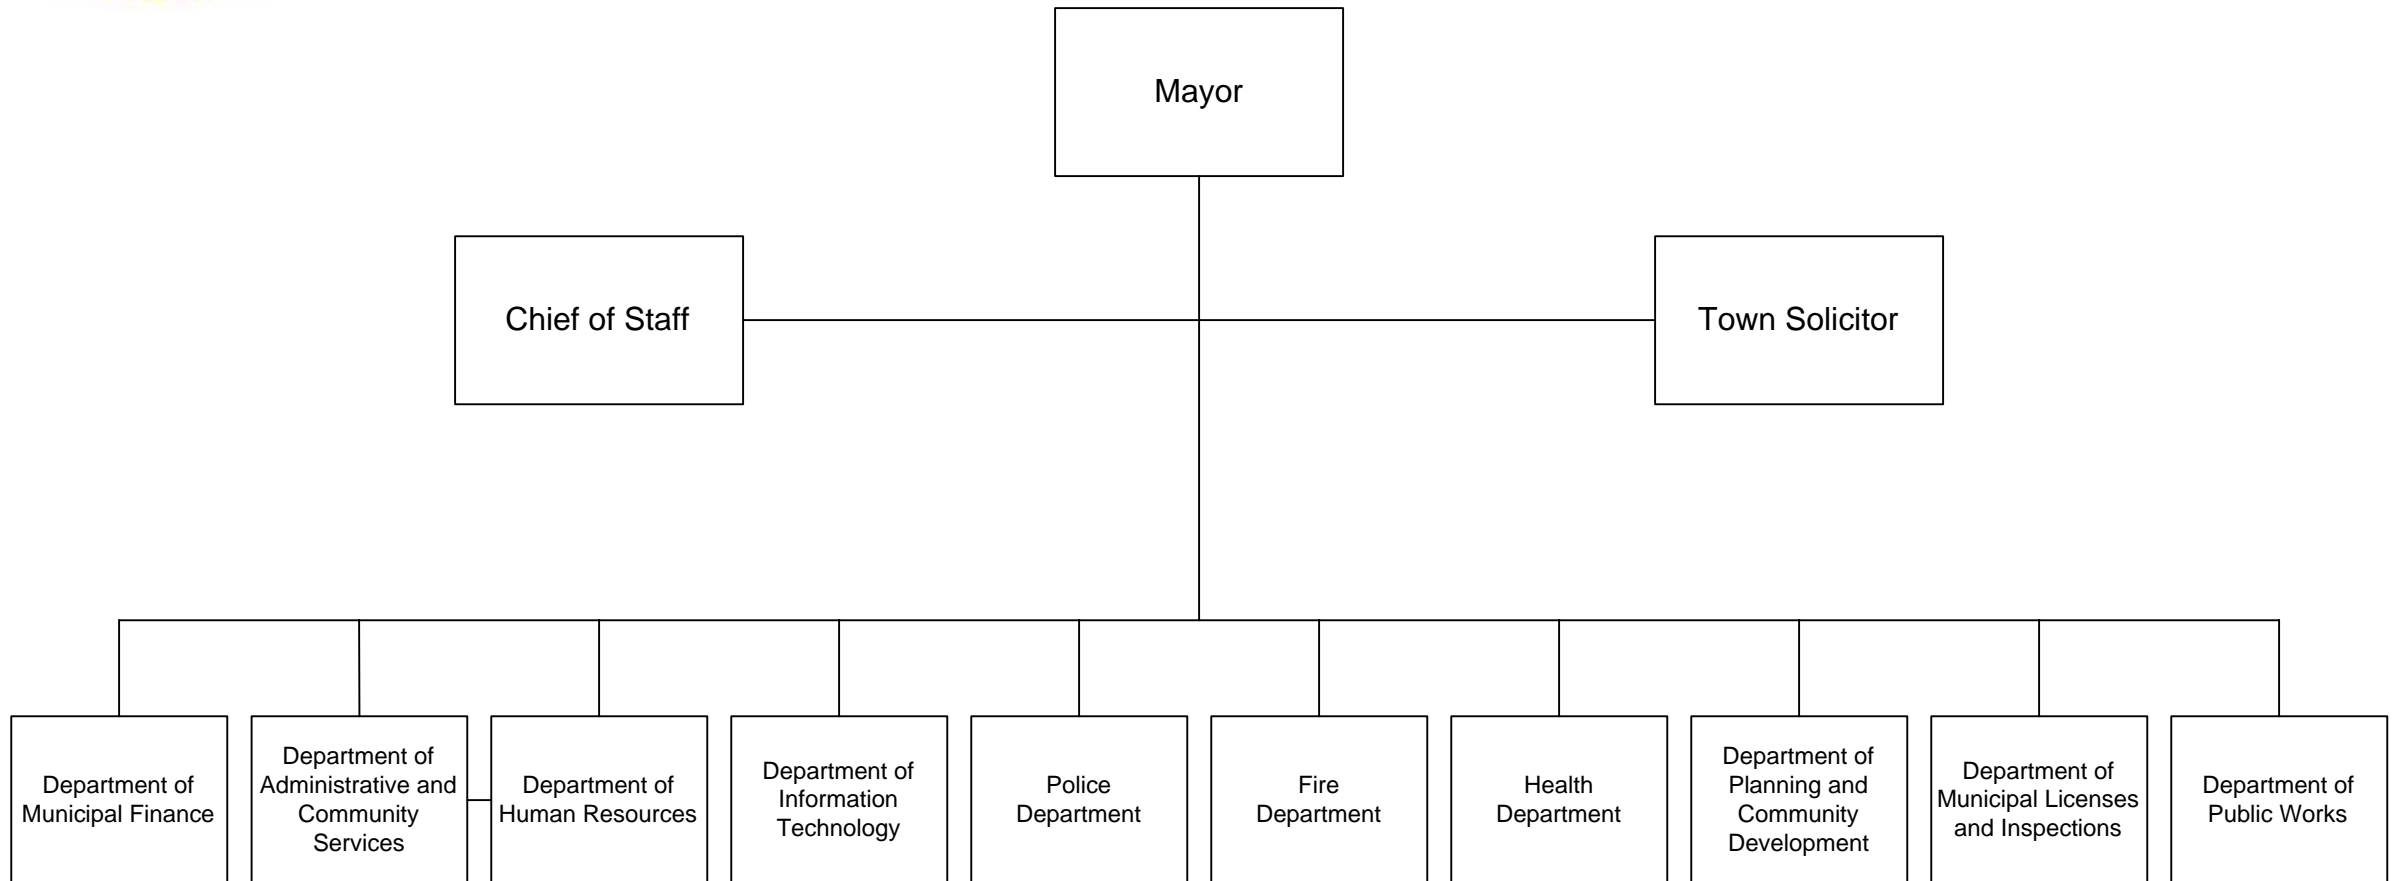 Mayor
Chief of Staff
Town Solicitor
Department of
Municipal Finance
Department of
Administrative and
Community
Services
Department of
Human Resources
Department of
Information
Technology
Police
Department
Fire
Department
Health
Department
Department of
Planning and
Community
Development
Department of
Municipal Licenses
and Inspections
Department of
Public Works